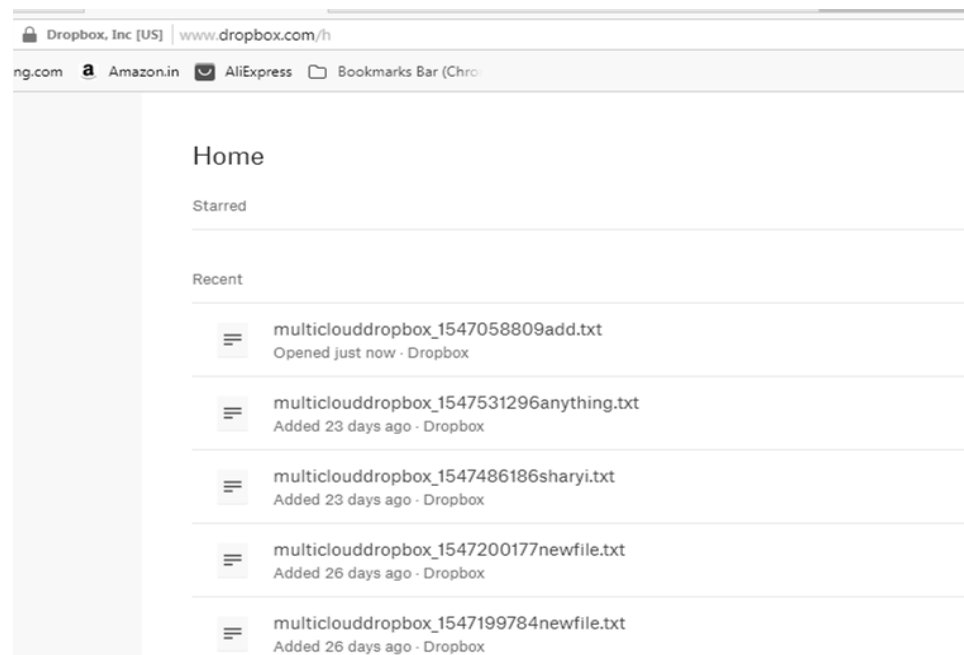 Dropbox, Inc [US] www.dropbox.com/h
ng.com a Amazon.in AliExpress Bookmarks Bar (Chro
Home
Starred
Recent
multiclouddropbox_1547058809add.txt
Opened just now · Dropbox
multiclouddropbox_1547531296anything.txt
Added 23 days ago · Dropbox
multiclouddropbox_1547486186sharyi.txt
Added 23 days ago · Dropbox
multiclouddropbox_1547200177newfile.txt
Added 26 days ago · Dropbox
multiclouddropbox_1547199784newfile.txt
Added 26 days ago · Dropbox